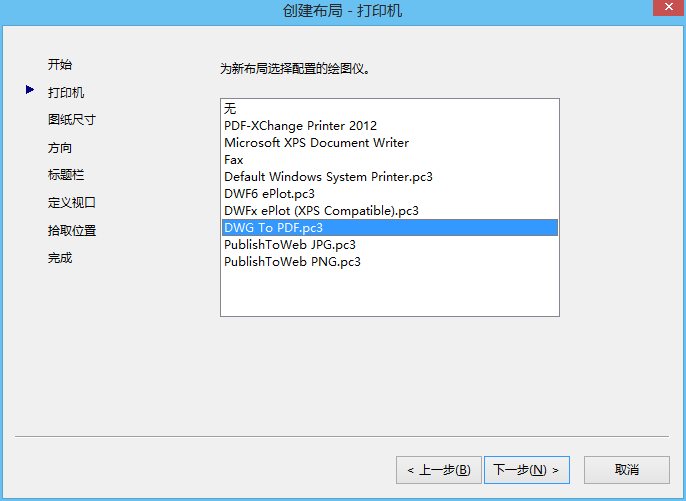 创建布局 - 打印机
开始
打印机
图纸尺寸
方向
标题栏
定义视口
拾取位置
完成
为新布局选择配置的绘图仪。
无
PDF-XChange Printer 2012
Microsoft XPS Document Writer
Fax
Default Windows System Printer.pc3
DWF6 ePlot.pc3
DWFx ePlot (XPS Compatible).pc3
DWG To PDF.pc3
PublishToWeb JPG.pc3
PublishToWeb PNG.pc3
< 上一步(B)
下一步(N) >
取消